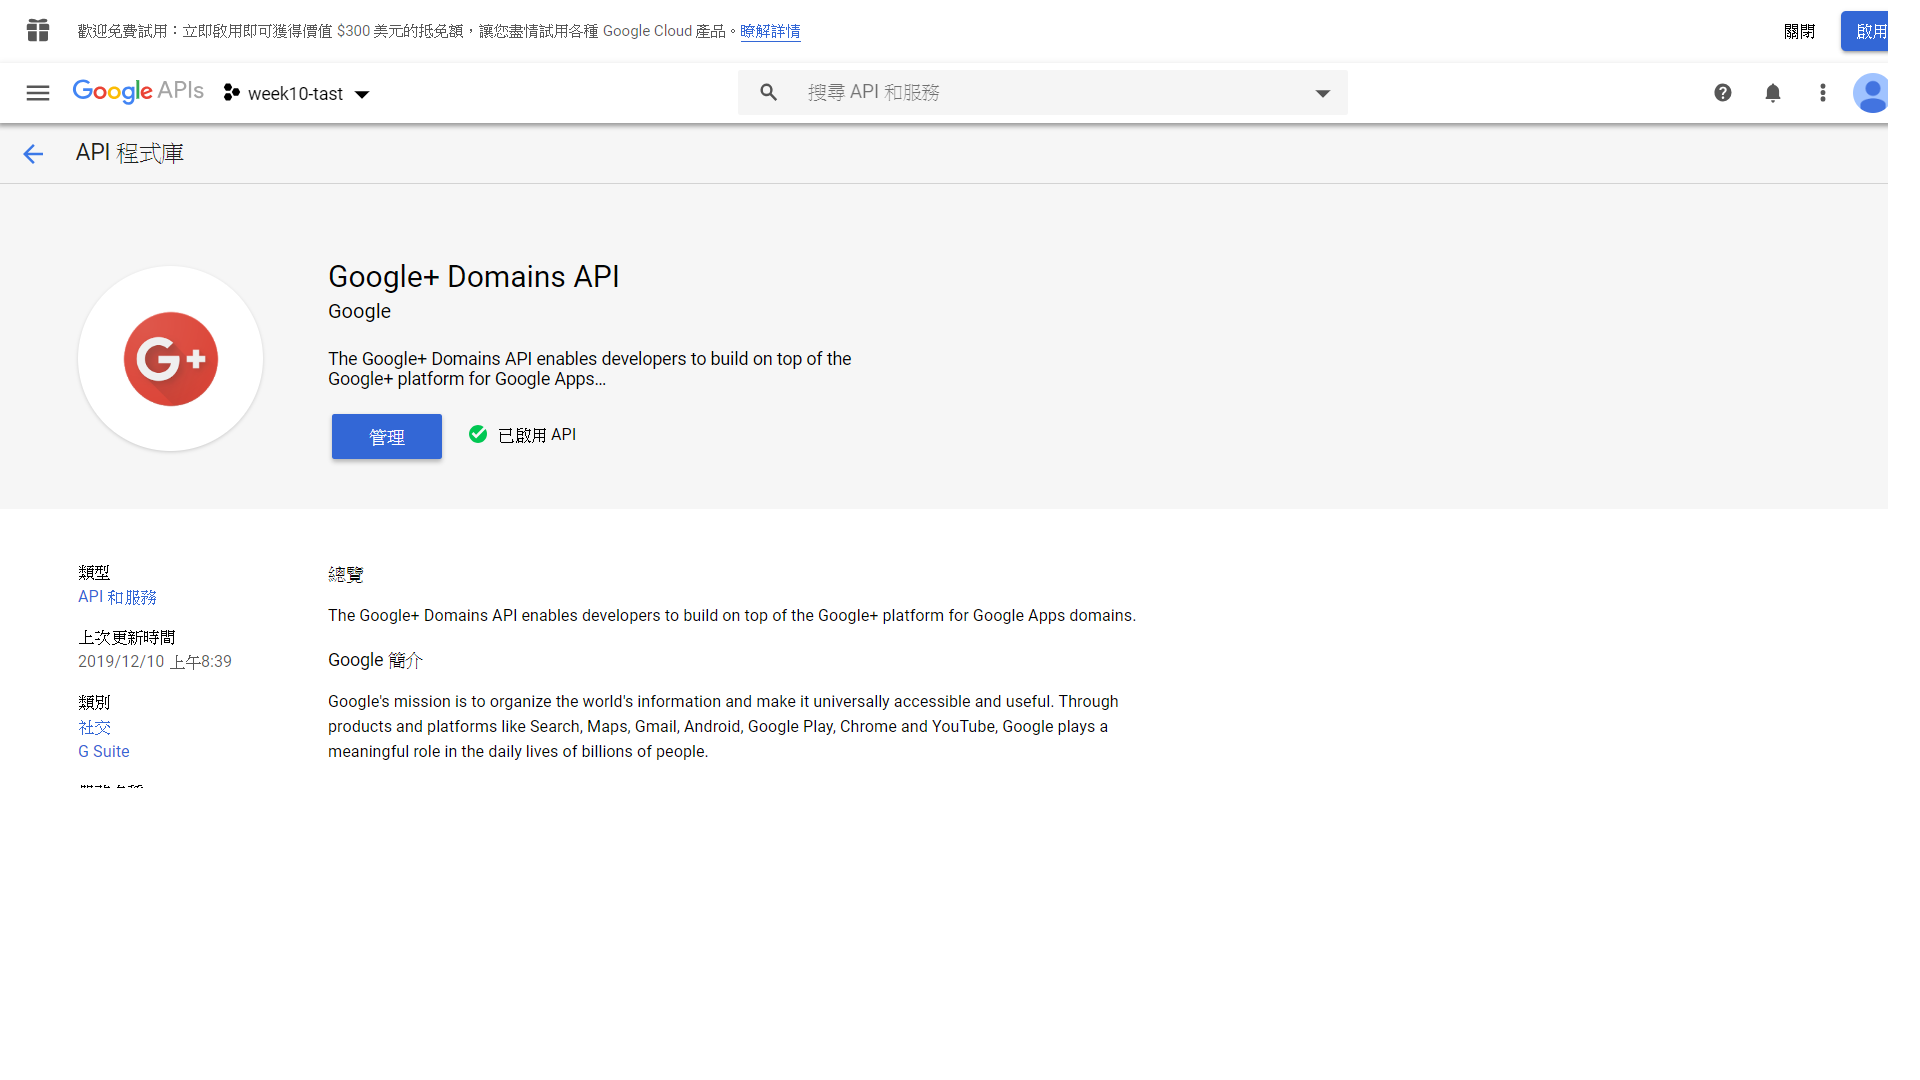 歡迎免費試用：立即啟用即可獲得價值 $300 美元的抵免額，讓您盡情試用各種 Google Cloud 產品。瞭解詳情
關閉
啟用
Google APIs
week10-tast
搜尋 API 和服務
API 程式庫
Google+ Domains API
Google
The Google+ Domains API enables developers to build on top of the
Google+ platform for Google Apps...
管理
已啟用 API
類型
API 和服務
上次更新時間
2019/12/10 上午8:39
類別
社交
G Suite
總覽
The Google+ Domains API enables developers to build on top of the Google+ platform for Google Apps domains.
Google 簡介
Google's mission is to organize the world's information and make it universally accessible and useful. Through
products and platforms like Search, Maps, Gmail, Android, Google Play, Chrome and YouTube, Google plays a
meaningful role in the daily lives of billions of people.